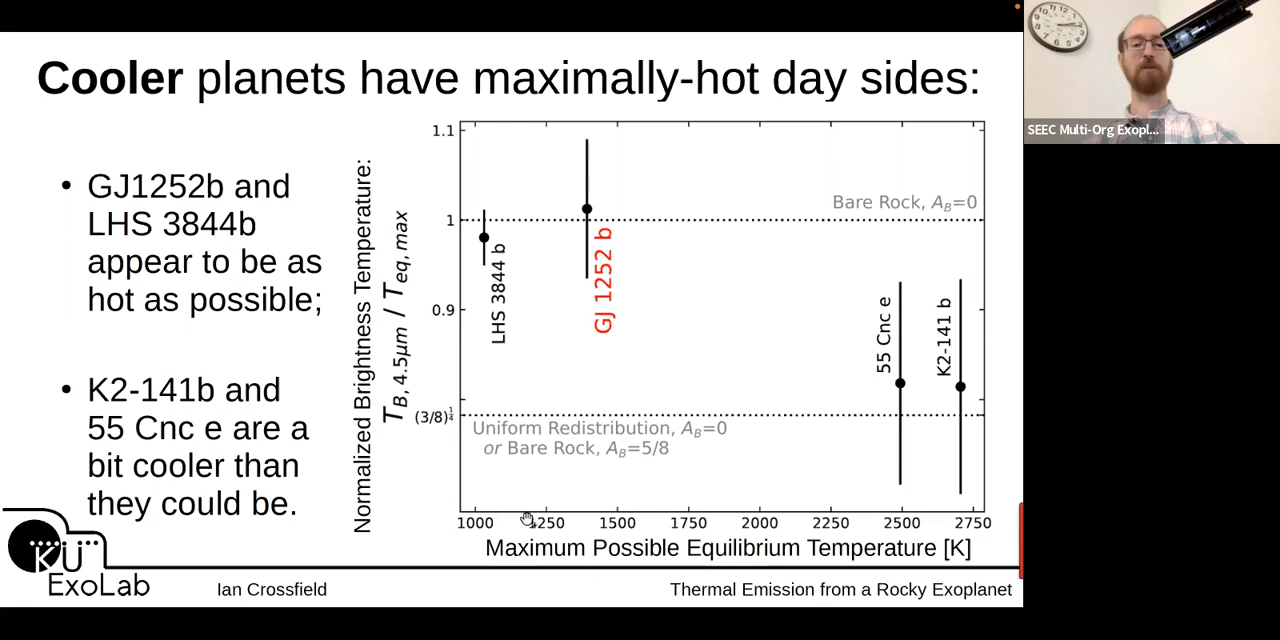 Cooler planets have maximally-hot day sides:
• GJ1252b and
LHS 3844b
appear to be as
hot as possible;
• K2-141b and
55 Cnc e are a
bit cooler than
they could be.
Normalized Brightness Temperature:
T_B, 4.5μm / T_eq, max
1.1
1
0.9
(3/8)^1/4
Bare Rock, A_B=0
LHS 3844 b
GJ 1252 b
55 Cnc e
K2-141 b
Uniform Redistribution, A_B=0
or Bare Rock, A_B=5/8
1000 1250 1500 1750 2000 2250 2500 2750
Maximum Possible Equilibrium Temperature [K]
KU
ExoLab
Ian Crossfield
Thermal Emission from a Rocky Exoplanet
SEEC Multi-Org Exopl...